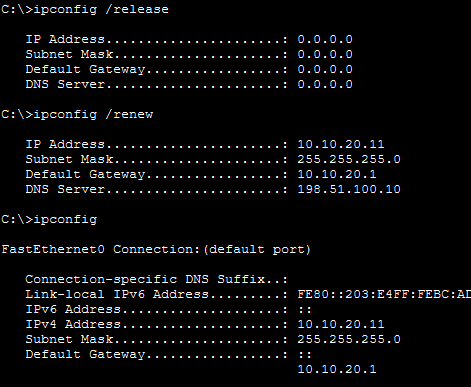 C:\>ipconfig /release
IP Address......................: 0.0.0.0
Subnet Mask.....................: 0.0.0.0
Default Gateway.................: 0.0.0.0
DNS Server......................: 0.0.0.0
C:\>ipconfig /renew
IP Address......................: 10.10.20.11
Subnet Mask.....................: 255.255.255.0
Default Gateway.................: 10.10.20.1
DNS Server......................: 198.51.100.10
C:\>ipconfig
FastEthernet0 Connection:(default port)
Connection-specific DNS Suffix..:
Link-local IPv6 Address.........: FE80::203:E4FF:FEBC:AD
IPv6 Address....................: ::
IPv4 Address....................: 10.10.20.11
Subnet Mask.....................: 255.255.255.0
Default Gateway.................: ::
10.10.20.1